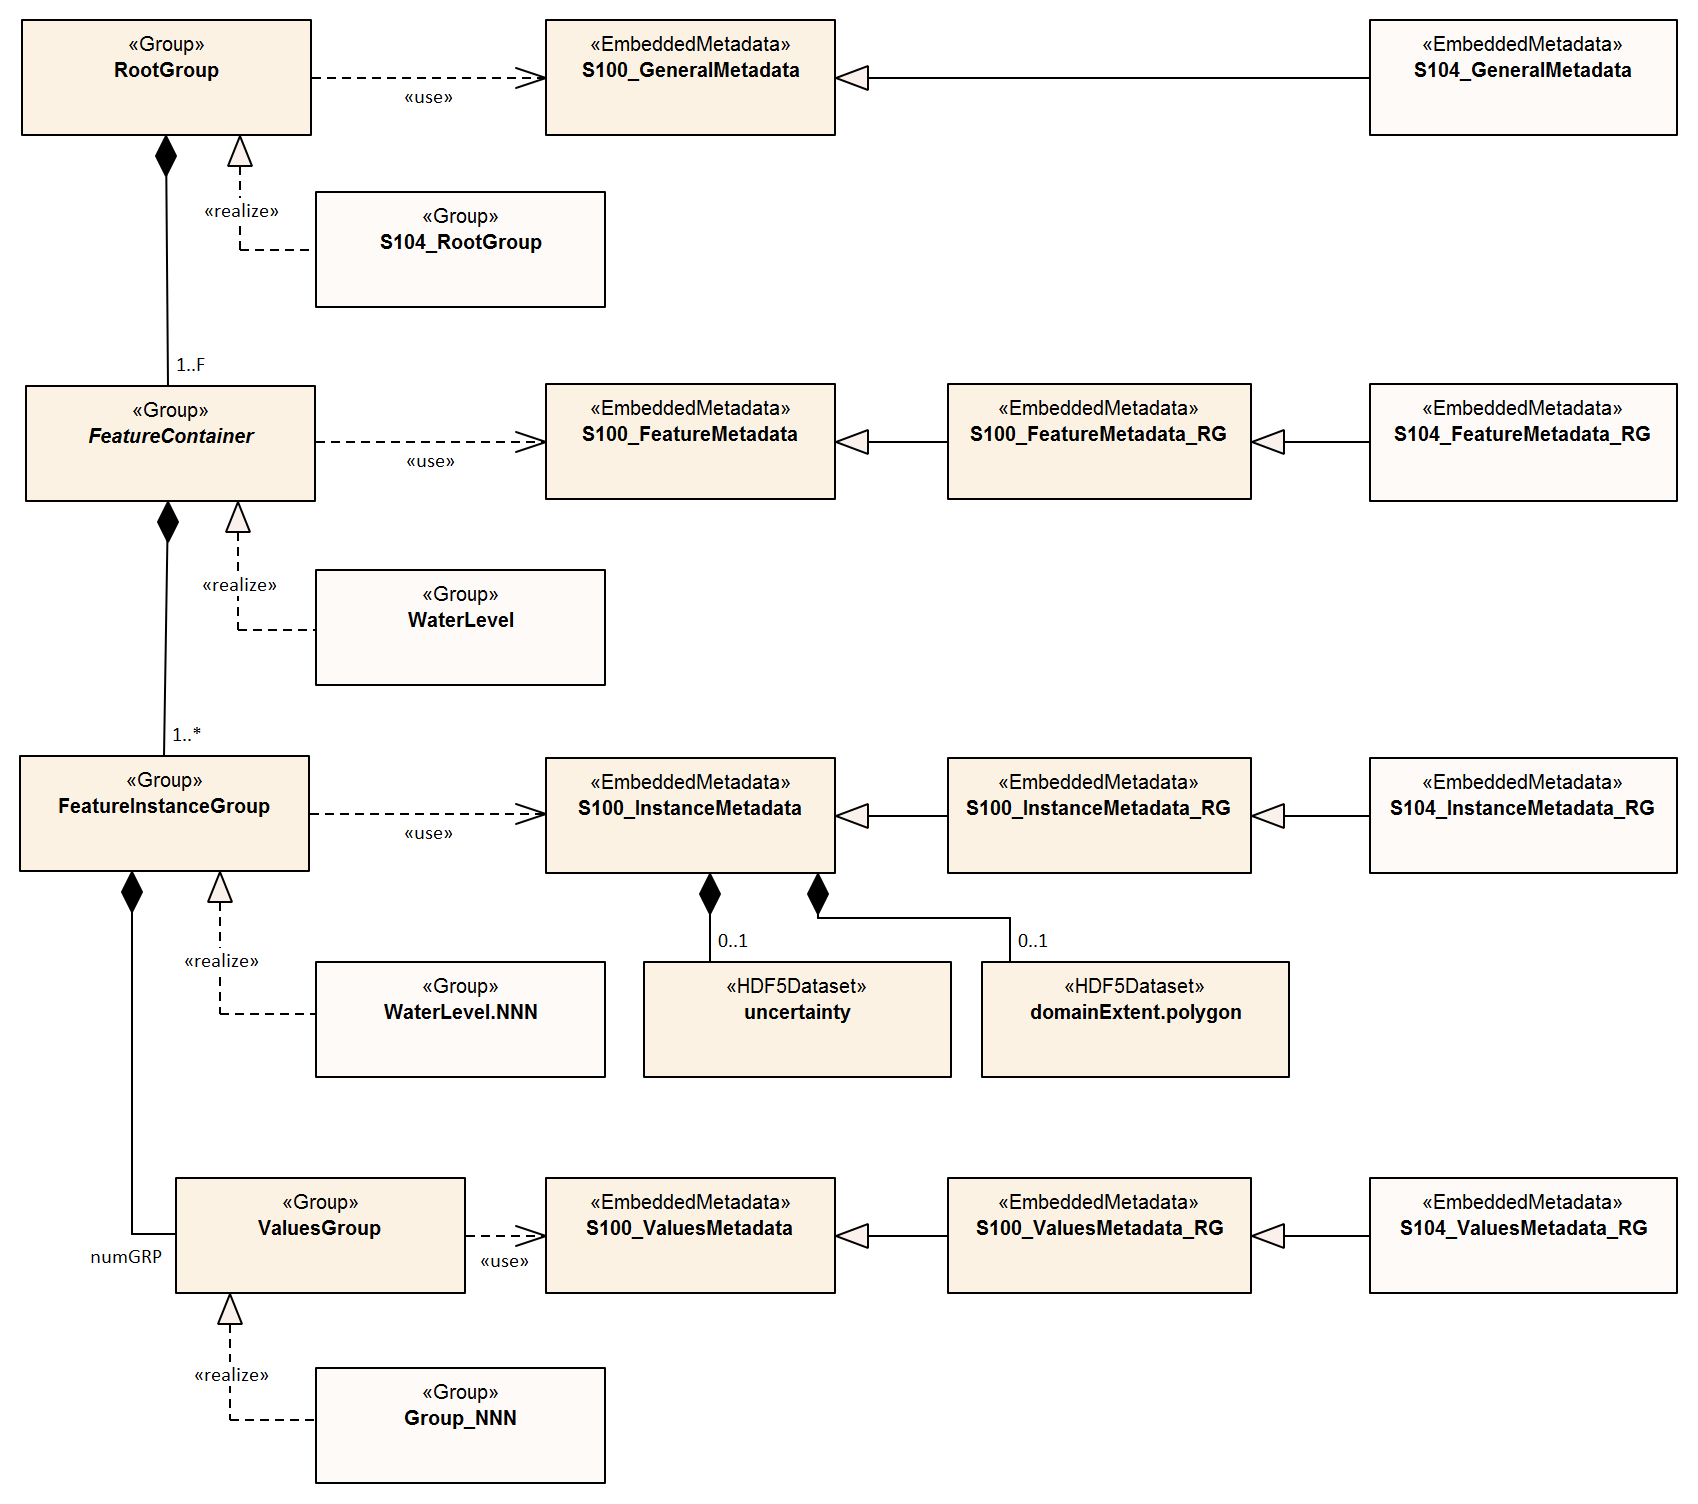 «Group»
RootGroup
«use»
«EmbeddedMetadata»
S100_GeneralMetadata
«EmbeddedMetadata»
S104_GeneralMetadata
«realize»
«Group»
S104_RootGroup
1..F
«Group»
FeatureContainer
«use»
«EmbeddedMetadata»
S100_FeatureMetadata
«EmbeddedMetadata»
S100_FeatureMetadata_RG
«EmbeddedMetadata»
S104_FeatureMetadata_RG
«realize»
«Group»
WaterLevel
1..*
«Group»
FeatureInstanceGroup
«use»
«EmbeddedMetadata»
S100_InstanceMetadata
«EmbeddedMetadata»
S100_InstanceMetadata_RG
«EmbeddedMetadata»
S104_InstanceMetadata_RG
0..1
0..1
«realize»
«Group»
WaterLevel.NNN
«HDF5Dataset»
uncertainty
«HDF5Dataset»
domainExtent.polygon
numGRP
«Group»
ValuesGroup
«use»
«EmbeddedMetadata»
S100_ValuesMetadata
«EmbeddedMetadata»
S100_ValuesMetadata_RG
«EmbeddedMetadata»
S104_ValuesMetadata_RG
«realize»
«Group»
Group_NNN